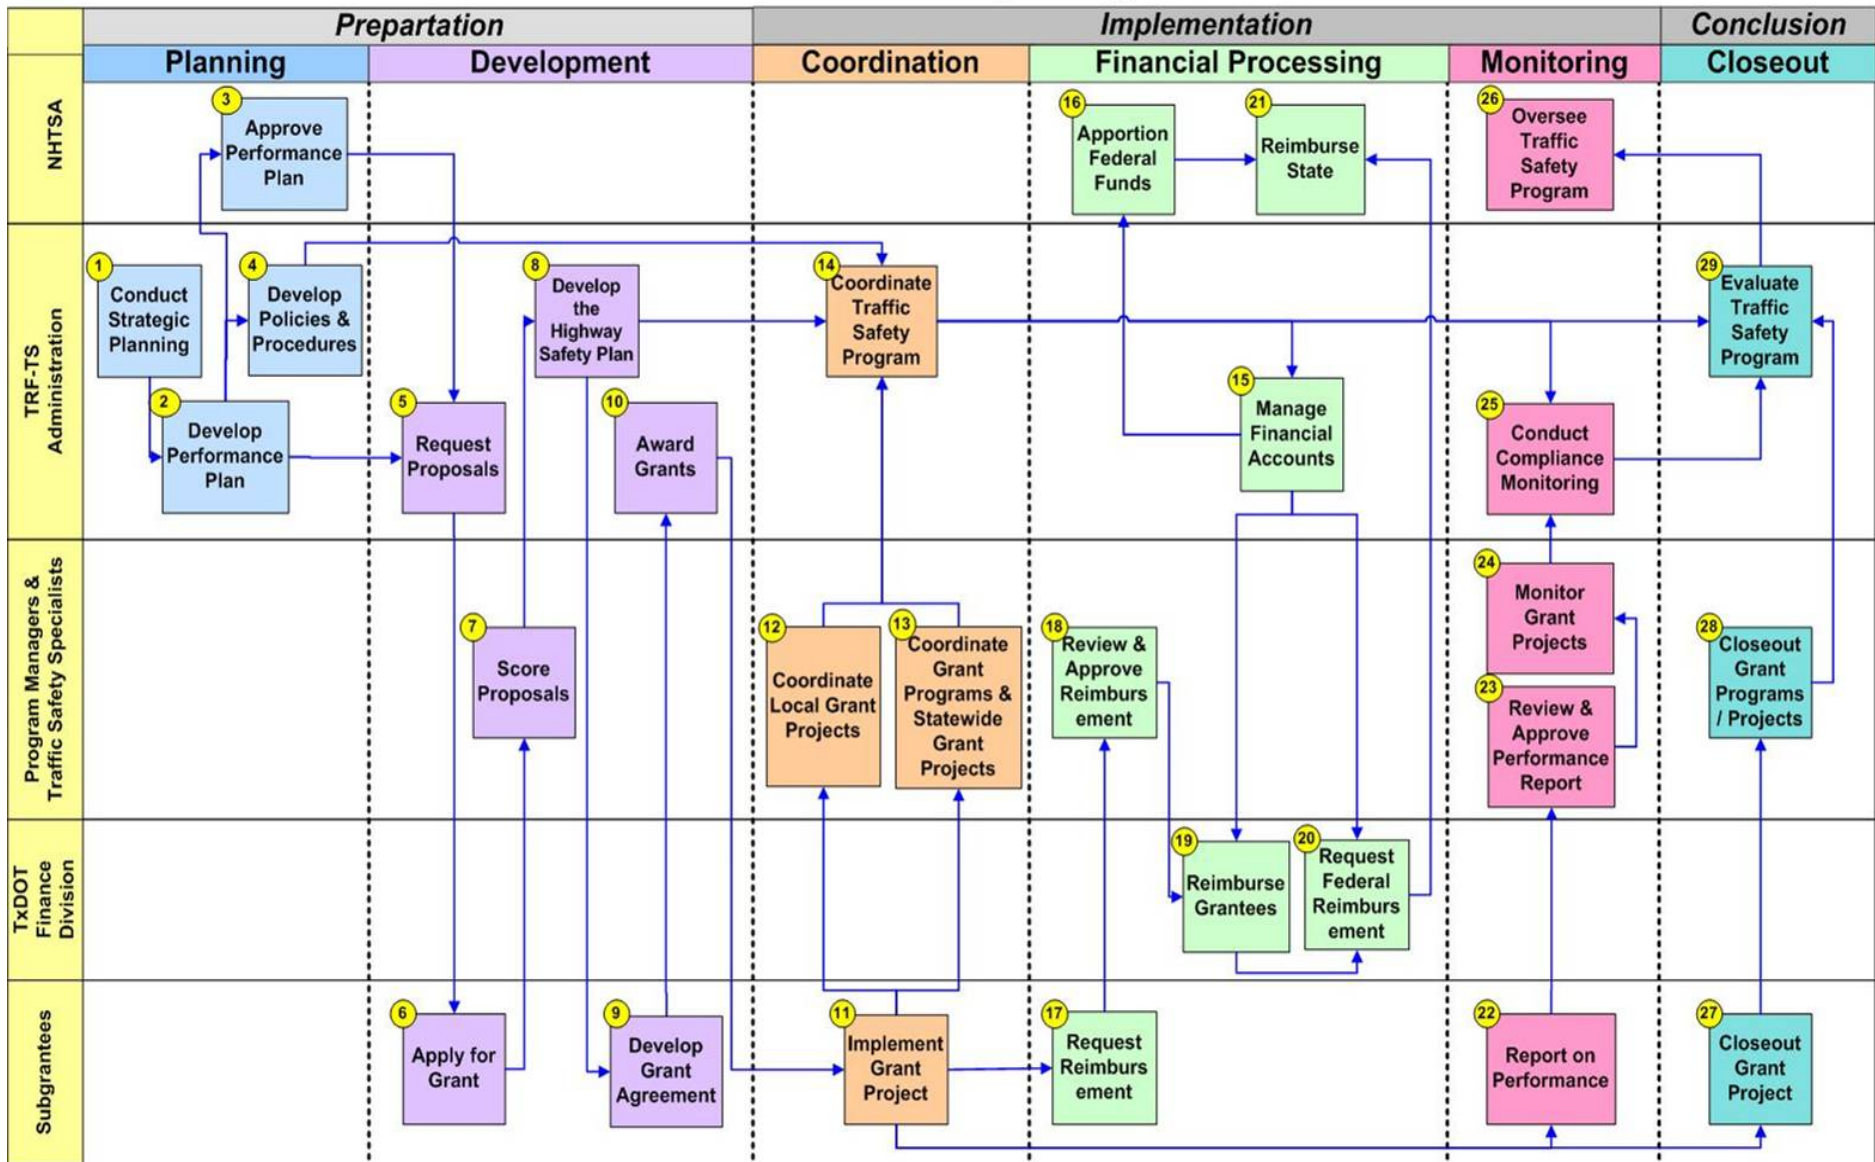 Prepartation
Implementation
Conclusion
Planning
Development
Coordination
Financial Processing
Monitoring
Closeout
NHTSA
3
Approve
Performance
Plan
16
Apportion
Federal
Funds
21
Reimburse
State
26
Oversee
Traffic
Safety
Program
TRF-TS
Administration
1
Conduct
Strategic
Planning
4
Develop
Policies &
Procedures
2
Develop
Performance
Plan
5
Request
Proposals
8
Develop
the
Highway
Safety Plan
10
Award
Grants
14
Coordinate
Traffic
Safety
Program
15
Manage
Financial
Accounts
25
Conduct
Compliance
Monitoring
29
Evaluate
Traffic
Safety
Program
Program Managers &
Traffic Safety Specialists
7
Score
Proposals
12
Coordinate
Local Grant
Projects
13
Coordinate
Grant
Programs &
Statewide
Grant
Projects
18
Review &
Approve
Reimburs
ement
24
Monitor
Grant
Projects
23
Review &
Approve
Performance
Report
28
Closeout
Grant
Programs
/ Projects
TxDOT
Finance
Division
19
Reimburse
Grantees
20
Request
Federal
Reimburs
ement
Subgrantees
6
Apply for
Grant
9
Develop
Grant
Agreement
11
Implement
Grant
Project
17
Request
Reimburs
ement
22
Report on
Performance
27
Closeout
Grant
Project